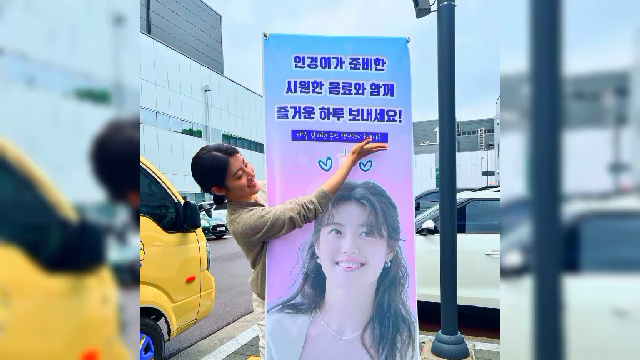 인경이가 준비한
시원한 음료와 함께
즐거운 하루 보내세요!